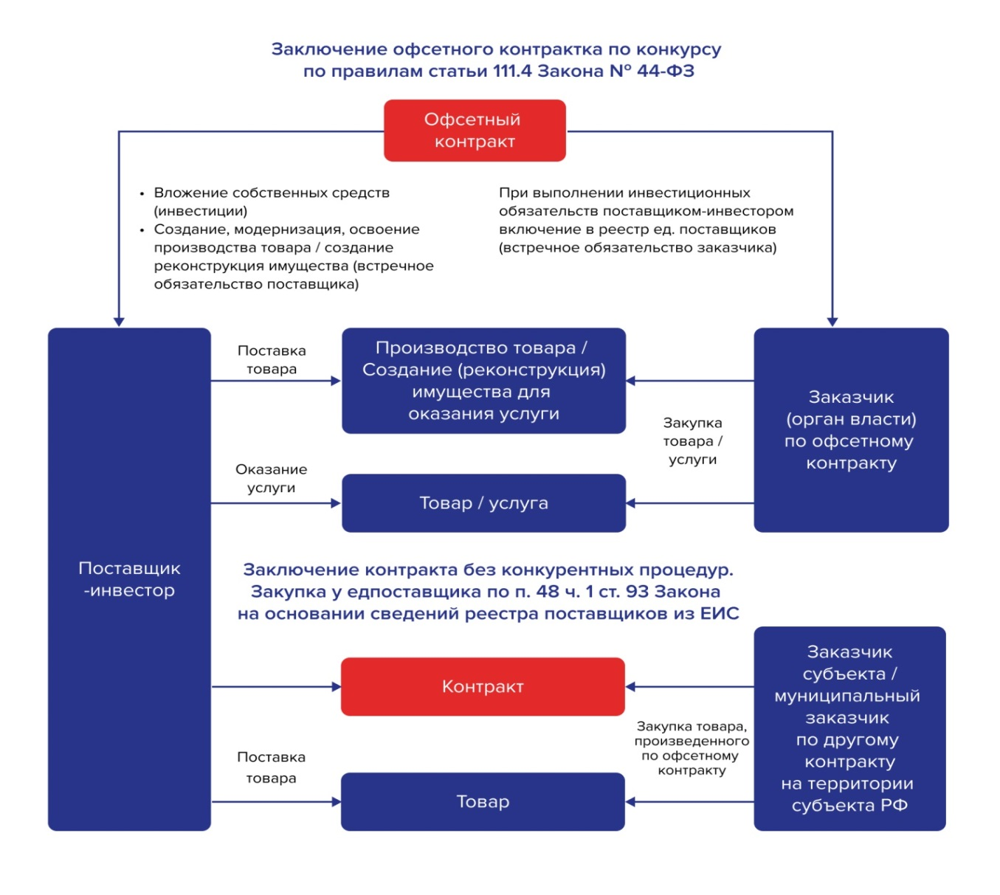 Заключение офсетного контрактка по конкурсу
по правилам статьи 111.4 Закона № 44-ФЗ
Офсетный
контракт
• Вложение собственных средств
(инвестиции)
• Создание, модернизация, освоение
производства товара / создание
реконструкция имущества (встречное
обязательство поставщика)
При выполнении инвестиционных
обязательств поставщиком-инвестором
включение в реестр ед. поставщиков
(встречное обязательство заказчика)
Поставщик
-инвестор
Поставка
товара
Производство товара /
Создание (реконструкция)
имущества для
оказания услуги
Закупка
товара /
услуги
Заказчик
(орган власти)
по офсетному
контракту
Оказание
услуги
Товар / услуга
Заключение контракта без конкурентных процедур.
Закупка у едпоставщика по п. 48 ч. 1 ст. 93 Закона
на основании сведений реестра поставщиков из ЕИС
Контракт
Закупка товара,
произведенного
по офсетному
контракту
Заказчик
субъекта /
муниципальный
заказчик
по другому
контракту
на территории
субъекта РФ
Поставка
товара
Товар